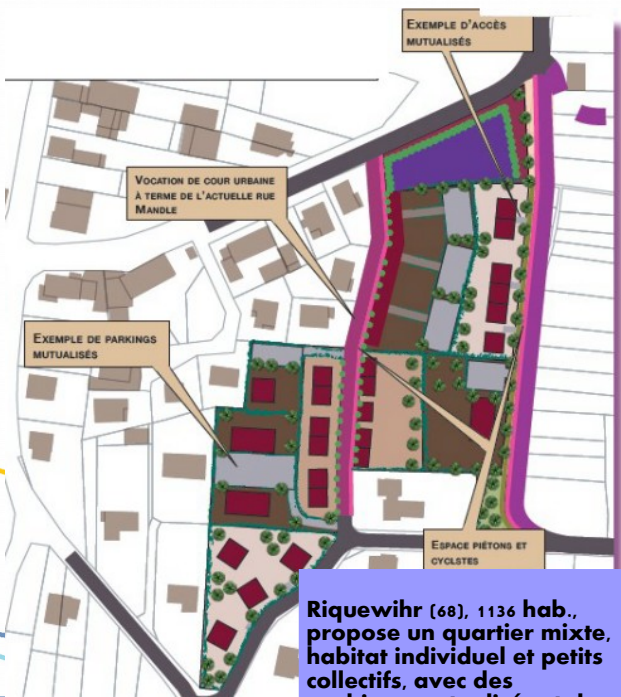 EXEMPLE D'ACCÈS
MUTUALISÉS
VOCATION DE COUR URBAINE
À TERME DE L'ACTUELLE RUE
MANDLE
EXEMPLE DE PARKINGS
MUTUALISÉS
ESPACE PIÉTONS ET
CYCLSTES
Riquewihr (68), 1136 hab.,
propose un quartier mixte,
habitat individuel et petits
collectifs, avec des